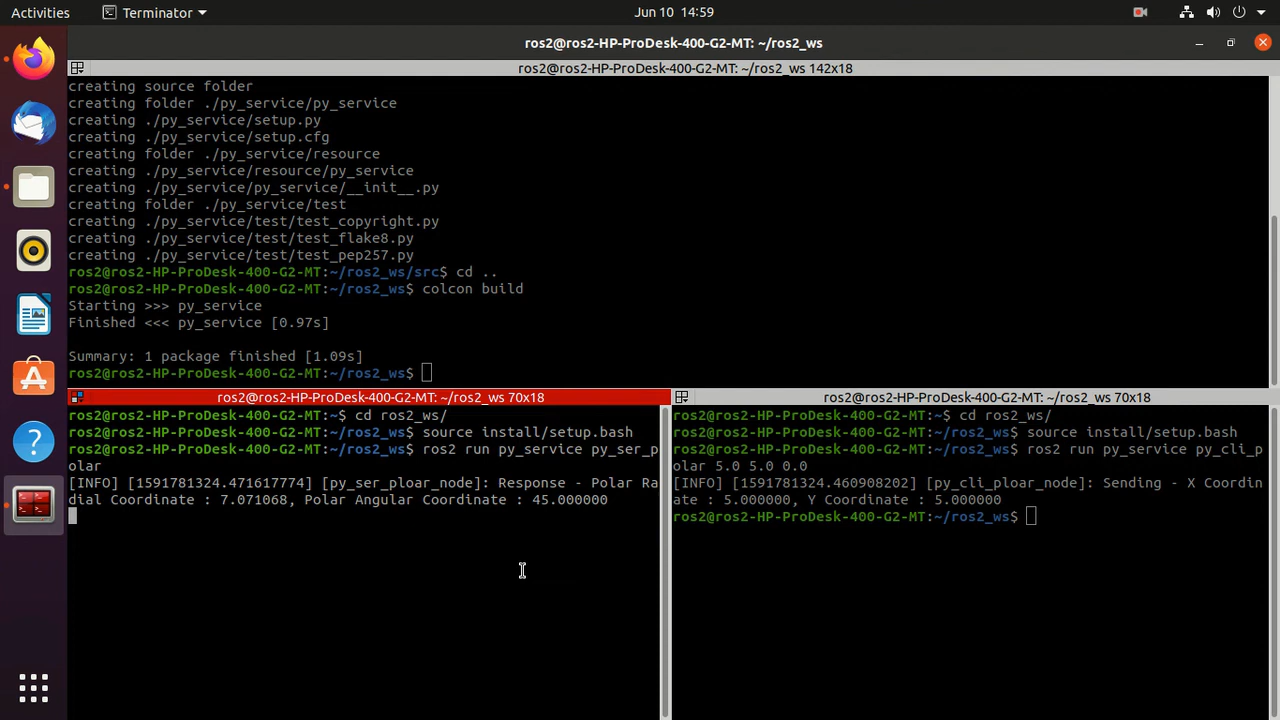 Activities
Terminator
Jun 10  14:59
ros2@ros2-HP-ProDesk-400-G2-MT: ~/ros2_ws
ros2@ros2-HP-ProDesk-400-G2-MT: ~/ros2_ws 142x18
creating source folder
creating folder ./py_service/py_service
creating ./py_service/setup.py
creating ./py_service/setup.cfg
creating folder ./py_service/resource
creating ./py_service/resource/py_service
creating ./py_service/py_service/__init__.py
creating folder ./py_service/test
creating ./py_service/test/test_copyright.py
creating ./py_service/test/test_flake8.py
creating ./py_service/test/test_pep257.py
ros2@ros2-HP-ProDesk-400-G2-MT:~/ros2_ws/src$ cd ..
ros2@ros2-HP-ProDesk-400-G2-MT:~/ros2_ws$ colcon build
Starting >>> py_service
Finished <<< py_service [0.97s]
Summary: 1 package finished [1.09s]
ros2@ros2-HP-ProDesk-400-G2-MT:~/ros2_ws$
ros2@ros2-HP-ProDesk-400-G2-MT: ~/ros2_ws 70x18
ros2@ros2-HP-ProDesk-400-G2-MT:~$ cd ros2_ws/
ros2@ros2-HP-ProDesk-400-G2-MT:~/ros2_ws$ source install/setup.bash
ros2@ros2-HP-ProDesk-400-G2-MT:~/ros2_ws$ ros2 run py_service py_ser_p
olar
[INFO] [1591781324.471617774] [py_ser_ploar_node]: Response - Polar Ra
dial Coordinate : 7.071068, Polar Angular Coordinate : 45.000000
ros2@ros2-HP-ProDesk-400-G2-MT: ~/ros2_ws 70x18
ros2@ros2-HP-ProDesk-400-G2-MT:~$ cd ros2_ws/
ros2@ros2-HP-ProDesk-400-G2-MT:~/ros2_ws$ source install/setup.bash
ros2@ros2-HP-ProDesk-400-G2-MT:~/ros2_ws$ ros2 run py_service py_cli_p
olar 5.0 5.0 0.0
[INFO] [1591781324.460908202] [py_cli_ploar_node]: Sending - X Coordin
ate : 5.000000, Y Coordinate : 5.000000
ros2@ros2-HP-ProDesk-400-G2-MT:~/ros2_ws$